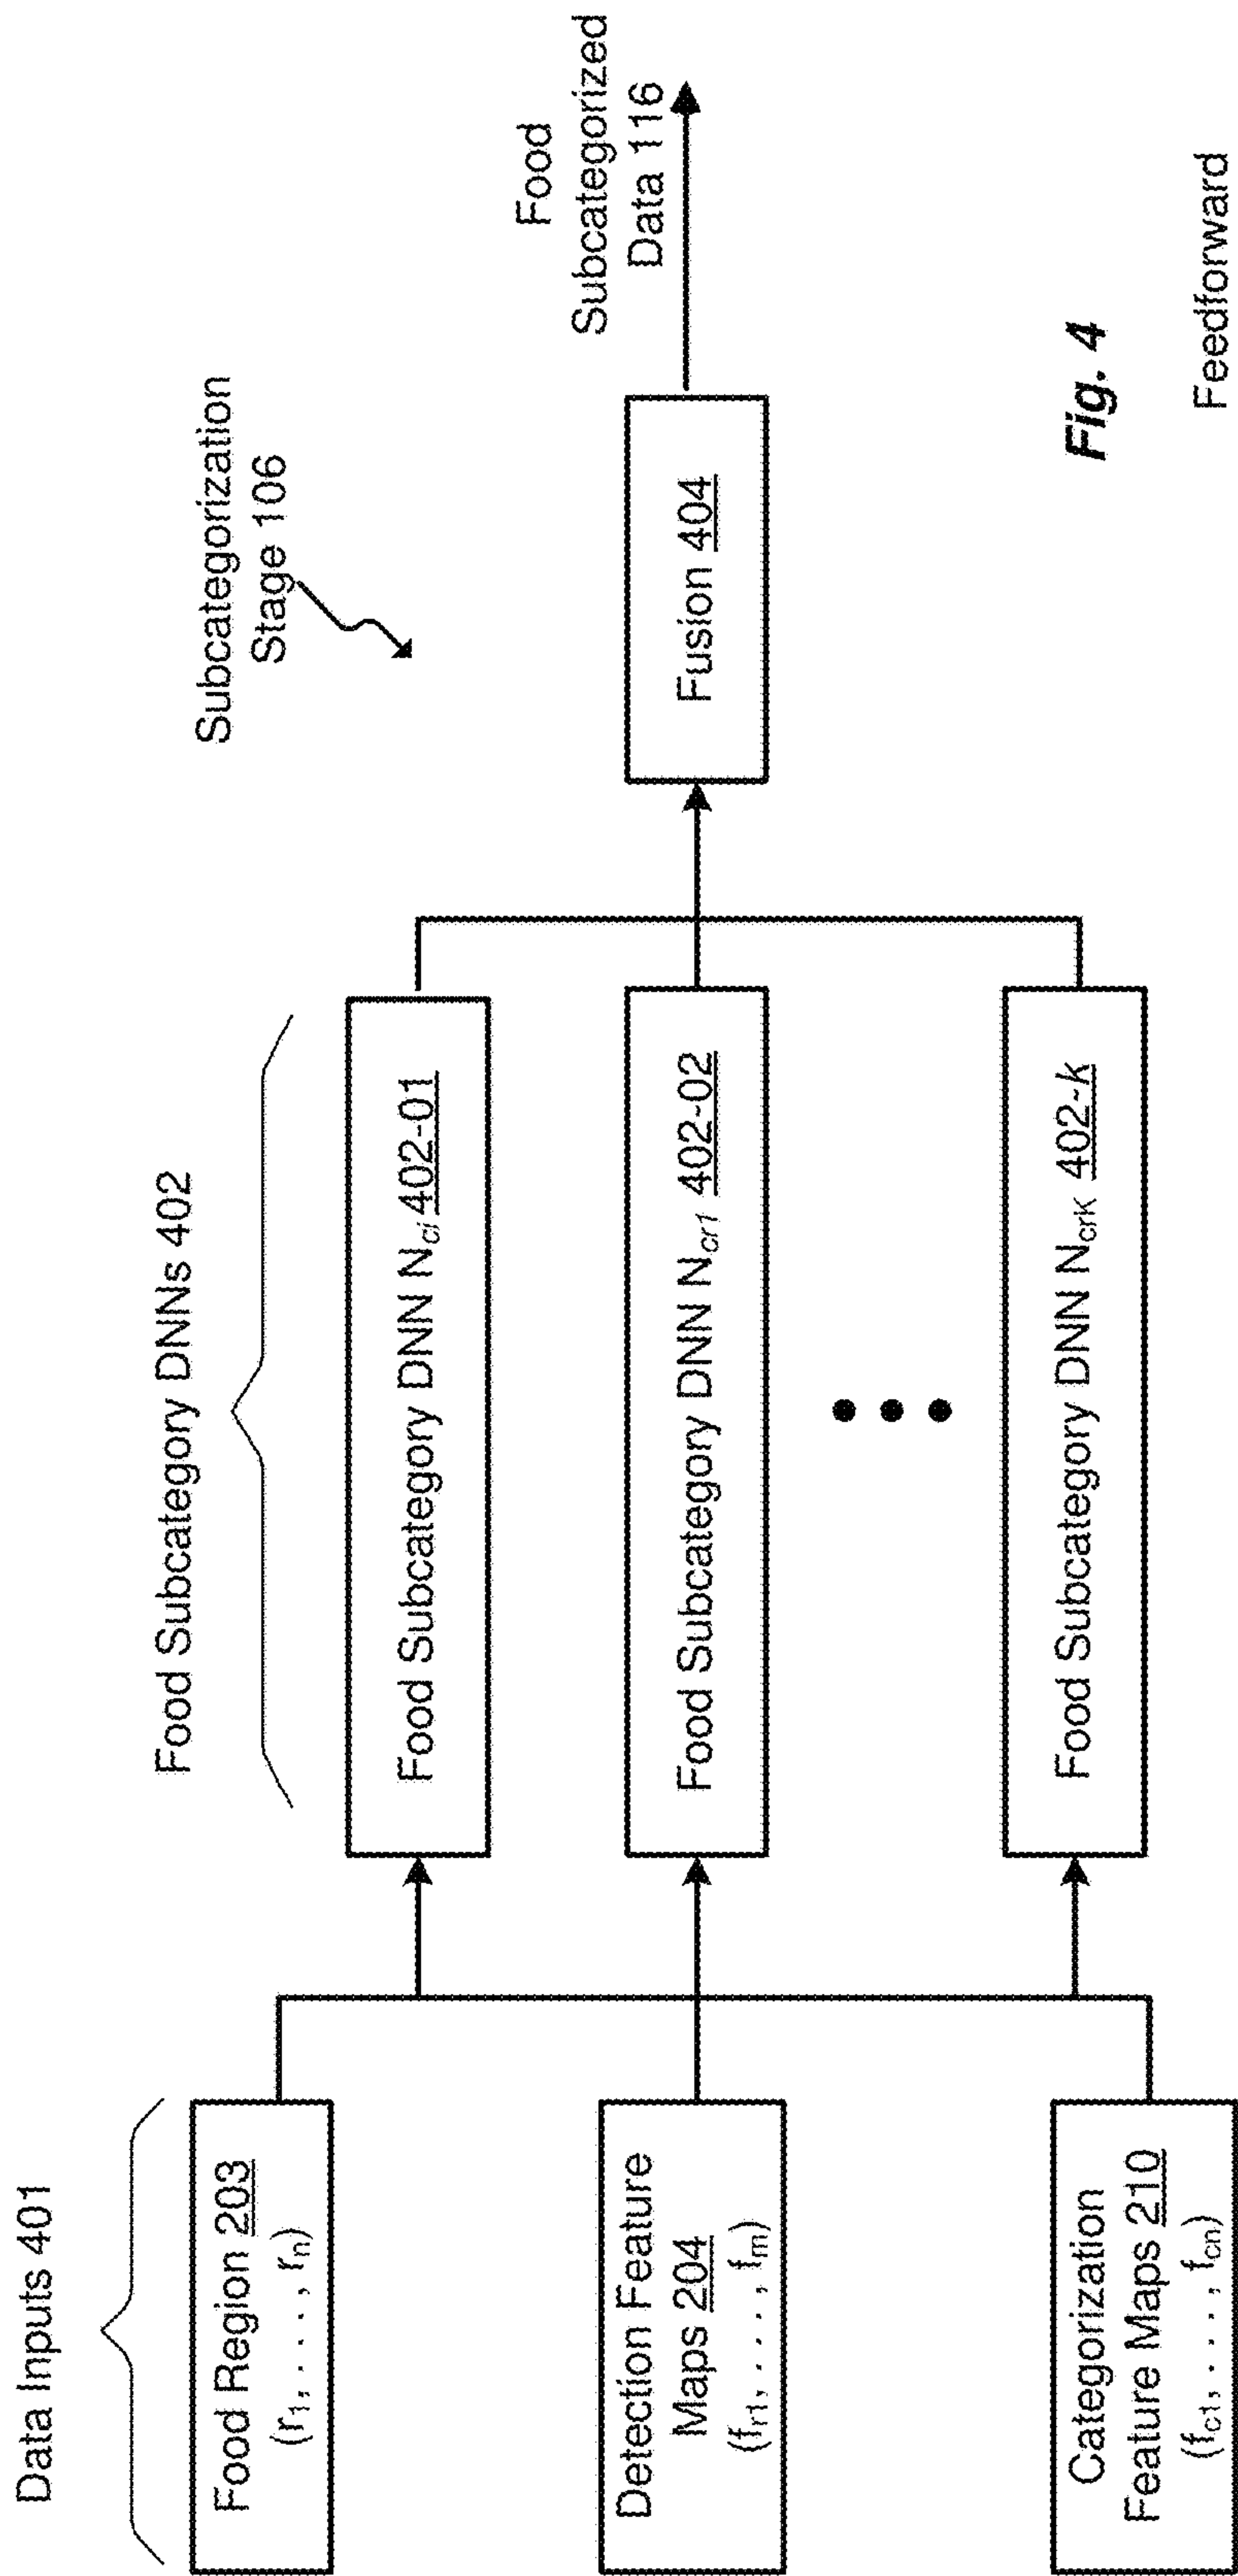 Subcategorization
Stage 106
Data Inputs 401
Food Region 203
(r1, . . . , rn)
Detection Feature
Maps 204
(fr1, . . . , fm)
Categorization
Feature Maps 210
(fc1, . . . , fcn)
Food Subcategory DNNs 402
Food Subcategory DNN Nci 402-01
Food Subcategory DNN Ncr1 402-02
Food Subcategory DNN NcrK 402-k
Fusion 404
Food
Subcategorized
Data 116
Fig. 4
Feedforward